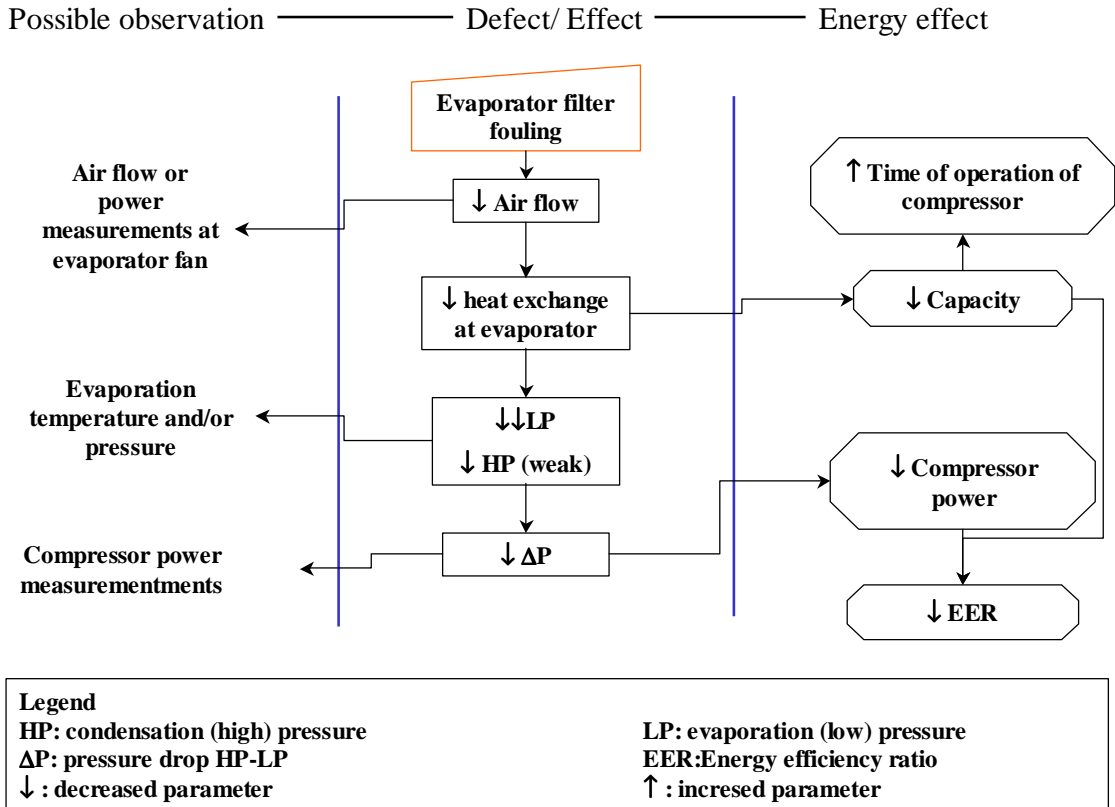 Possible observation
Defect/ Effect
Energy effect
Evaporator filter
fouling
↓ Air flow
↓ heat exchange
at evaporator
↓↓LP
↓ HP (weak)
↓ ΔP
Air flow or
power
measurements at
evaporator fan
Evaporation
temperature and/or
pressure
Compressor power
measurementments
↑ Time of operation of
compressor
↓ Capacity
↓ Compressor
power
↓ EER
Legend
HP: condensation (high) pressure
LP: evaporation (low) pressure
ΔP: pressure drop HP-LP
EER:Energy efficiency ratio
↓ : decreased parameter
↑ : incresed parameter